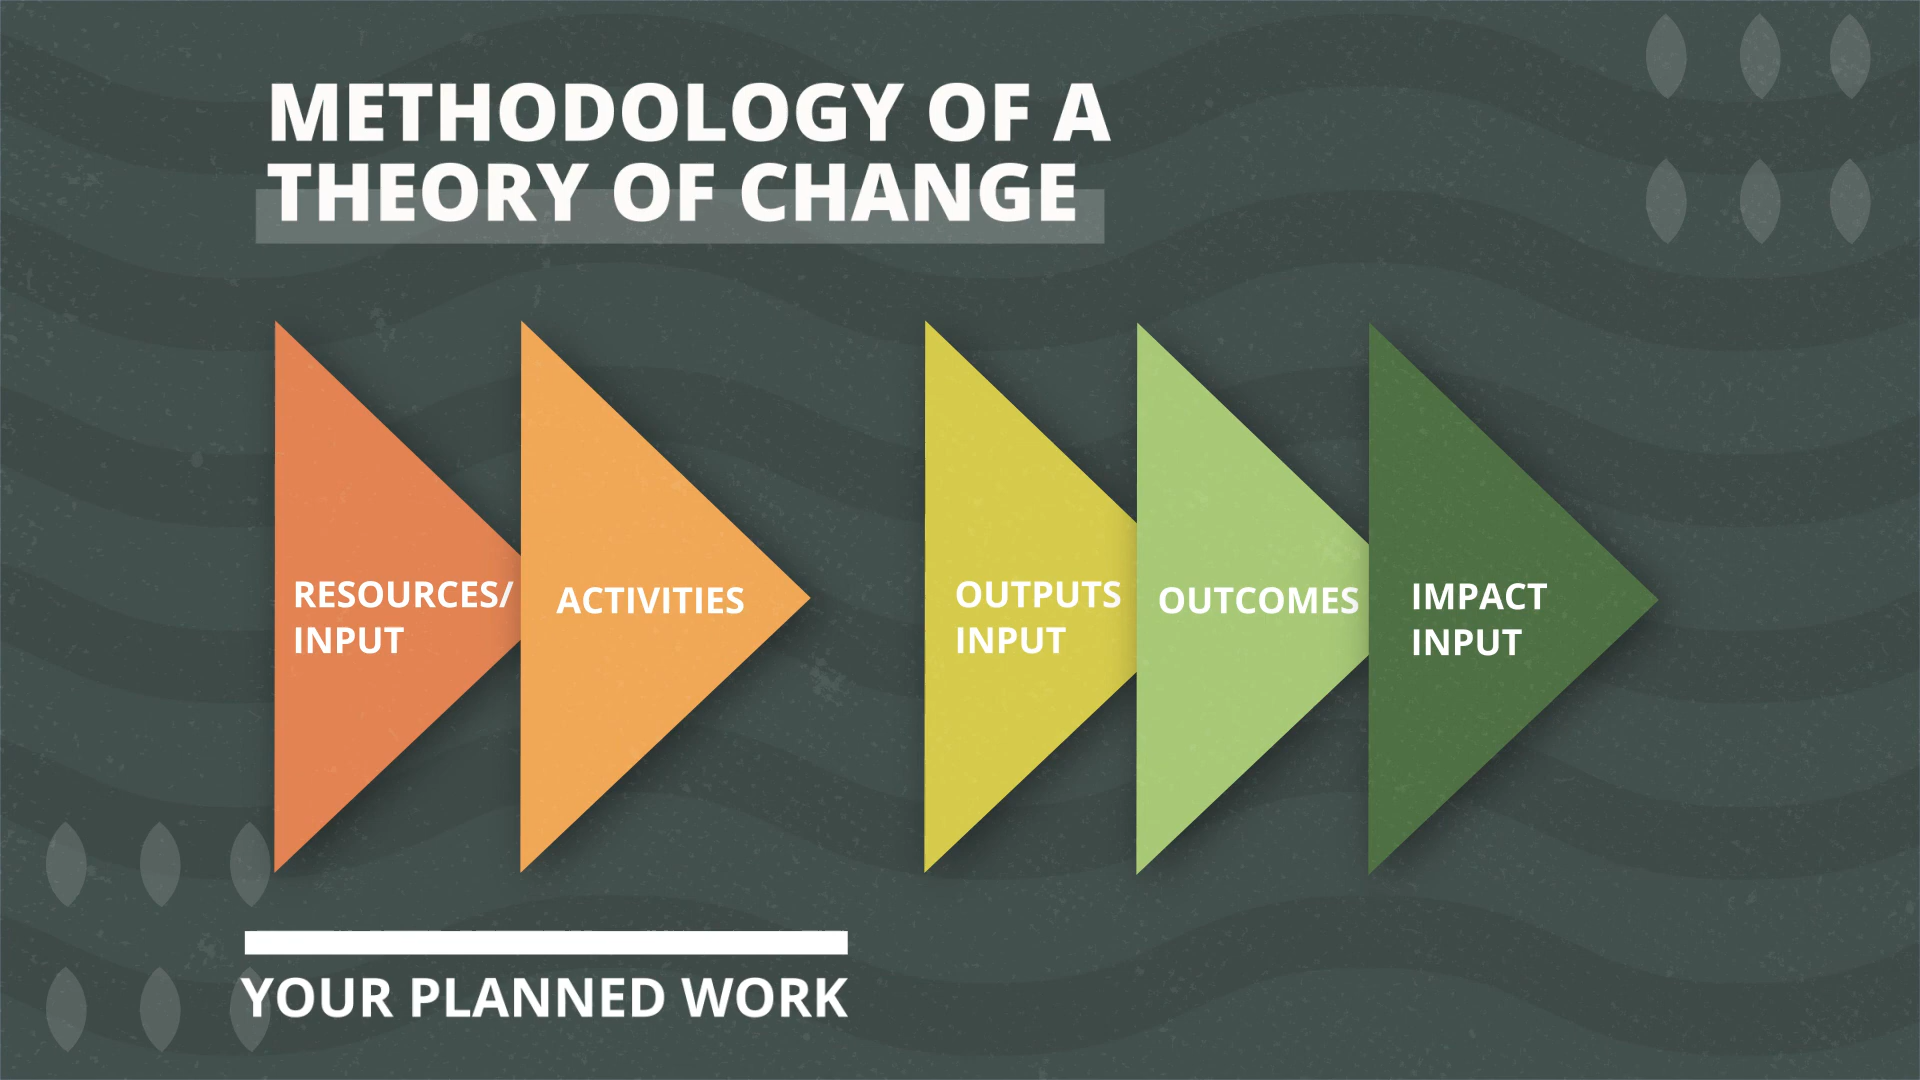 METHODOLOGY OF A
THEORY OF CHANGE
RESOURCES/
INPUT
ACTIVITIES
OUTPUTS
INPUT
OUTCOMES
IMPACT
INPUT
YOUR PLANNED WORK